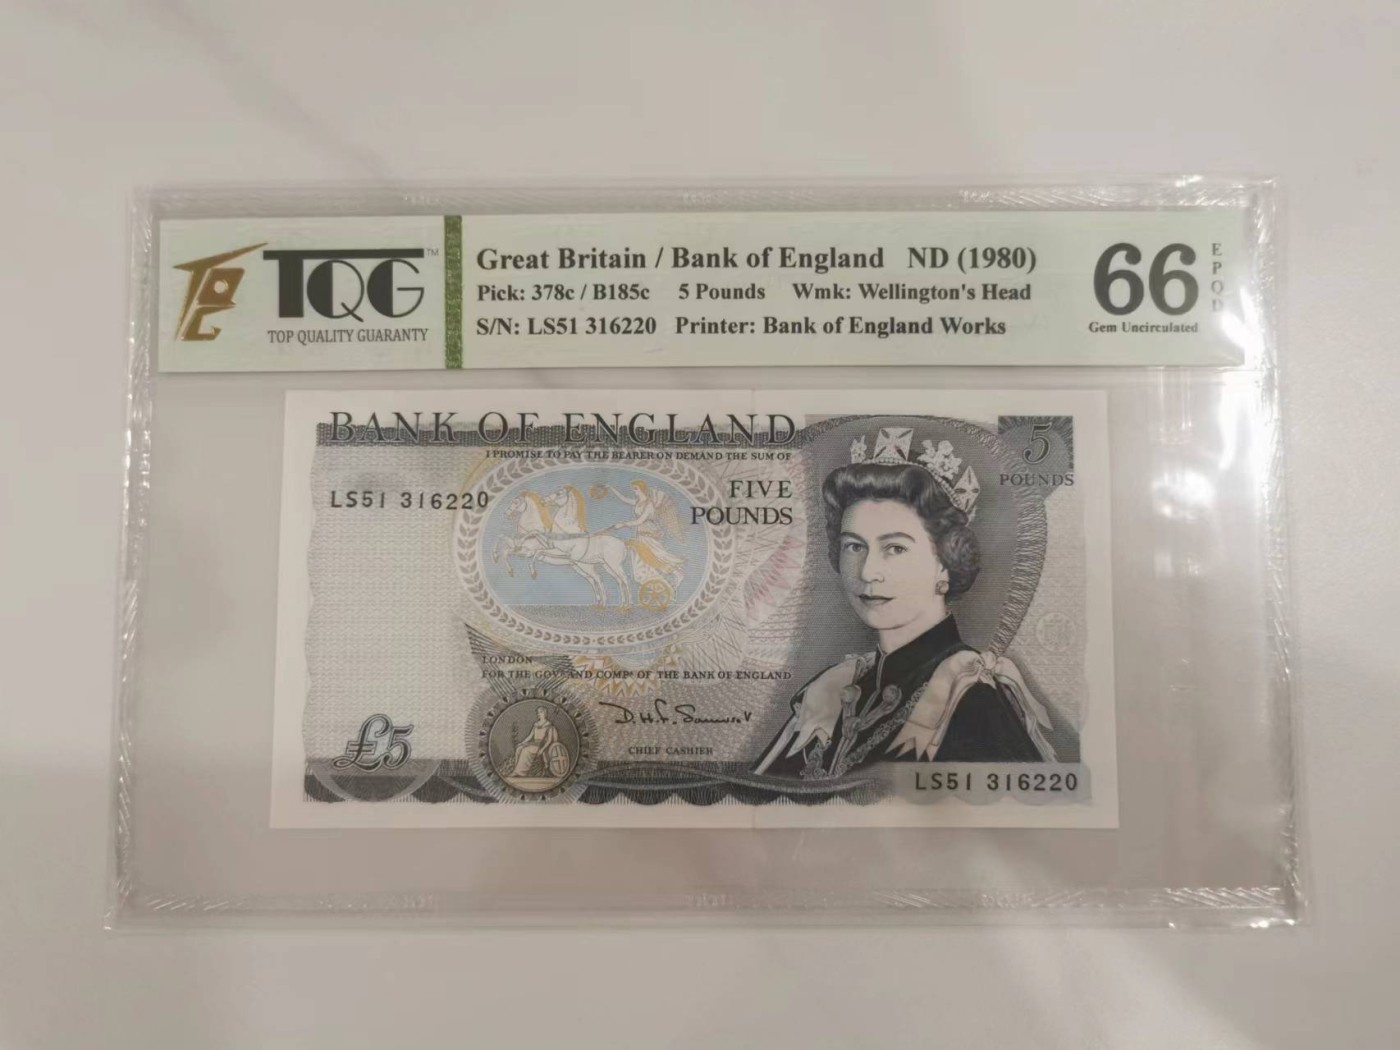 TQG™
TOP QUALITY GUARANTY
Great Britain / Bank of England ND (1980)
Pick: 378c / B185c 5 Pounds Wmk: Wellington's Head
S/N: LS51 316220 Printer: Bank of England Works
66
Gem Uncirculated
EPQD
BANK OF ENGLAND
I PROMISE TO PAY THE BEARER ON DEMAND THE SUM OF
5
POUNDS
LS51 316220
FIVE
POUNDS
LONDON
FOR THE GOVR AND COMPA OF THE BANK OF ENGLAND
£5
CHIEF CASHIER
LS51 316220